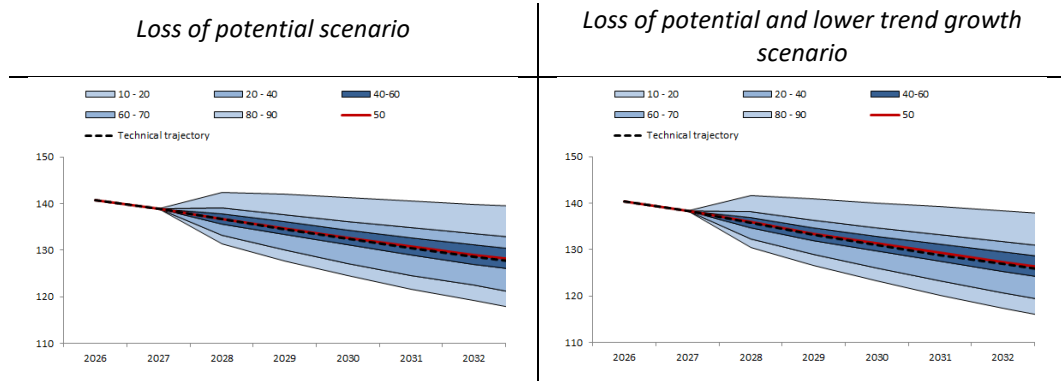 Loss of potential scenario
Loss of potential and lower trend growth
scenario
10 - 20 20 - 40 40-60
60 - 70 80 - 90 50
Technical trajectory
150
140
130
120
110
2026 2027 2028 2029 2030 2031 2032
10 - 20 20 - 40 40-60
60 - 70 80 - 90 50
Technical trajectory
150
140
130
120
110
2026 2027 2028 2029 2030 2031 2032